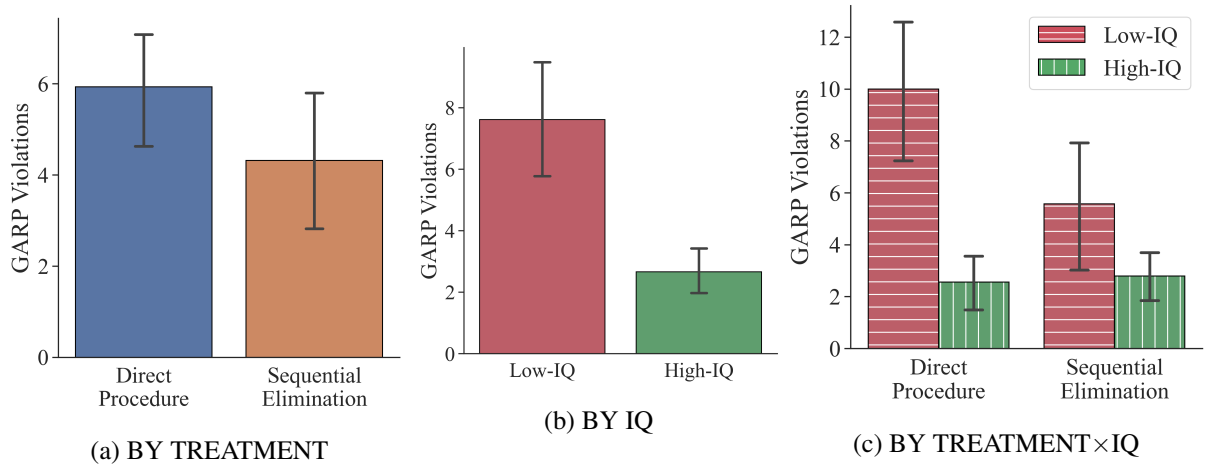 GARP Violations
6
4
2
0
Direct
Procedure
Sequential
Elimination
(a) BY TREATMENT
GARP Violations
8
6
4
2
0
Low-IQ
High-IQ
(b) BY IQ
GARP Violations
12
10
8
6
4
2
0
Low-IQ
High-IQ
Direct
Procedure
Sequential
Elimination
(c) BY TREATMENT×IQ